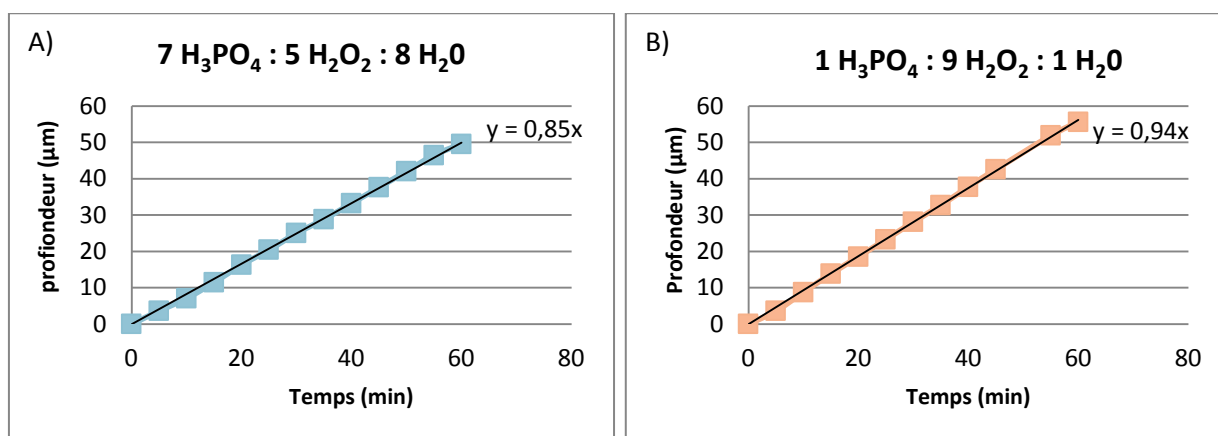 A)
7 H₃PO₄ : 5 H₂O₂ : 8 H₂0
profiondeur (µm)
60
50
40
30
20
10
0
y = 0,85x
0 20 40 60 80
Temps (min)
B)
1 H₃PO₄ : 9 H₂O₂ : 1 H₂0
Profondeur (µm)
60
50
40
30
20
10
0
y = 0,94x
0 20 40 60 80
Temps (min)